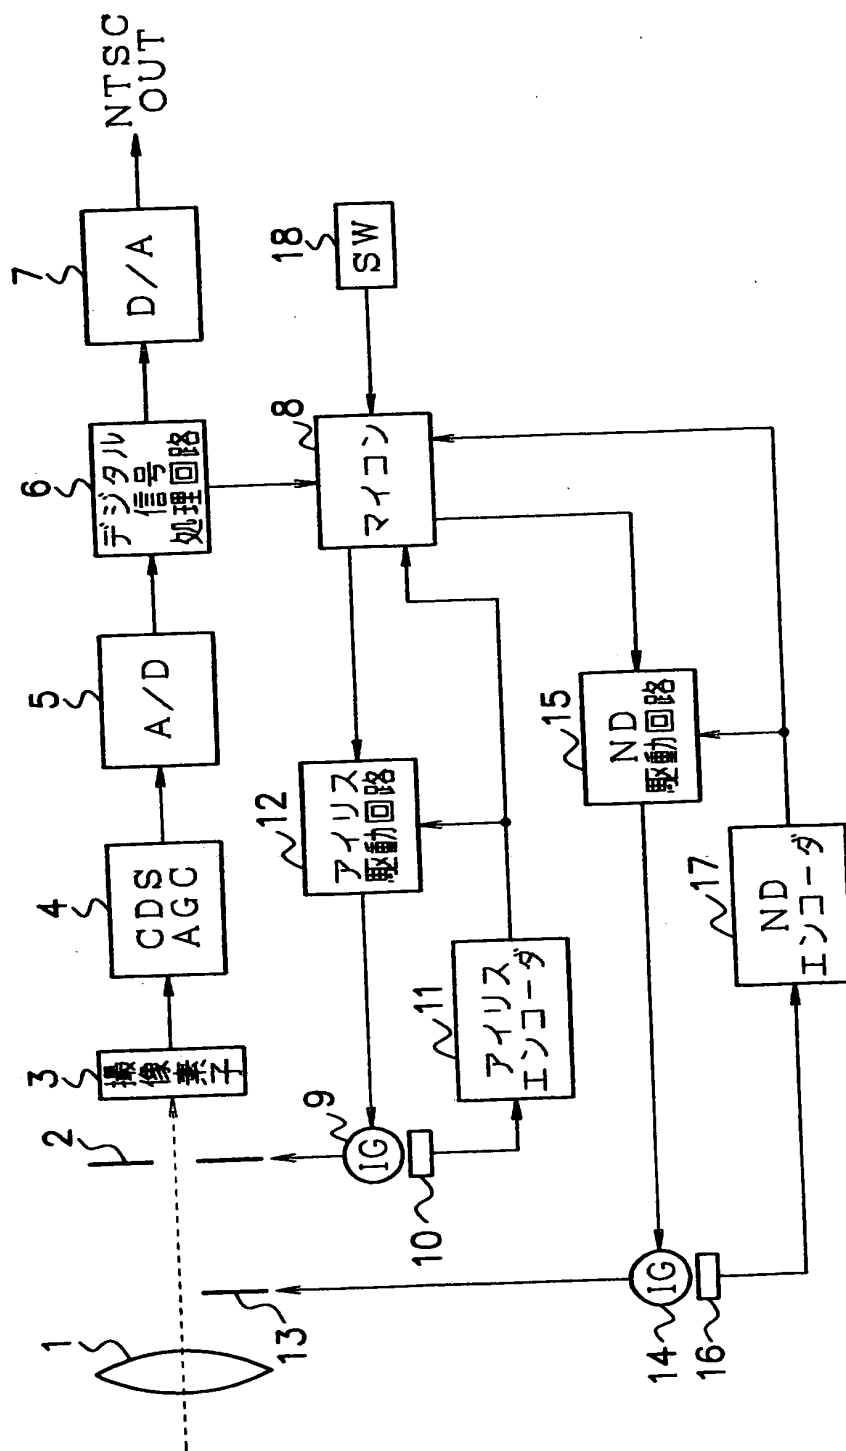 1
2
3
撮像素子
4
CDS
AGC
5
A/D
6
デジタル
信号
処理回路
7
D/A
NTSC
OUT
13
9
IG
10
11
アイリス
エンコーダ
12
アイリス
駆動回路
8
マイコン
18
SW
14
IG
16
15
ND
駆動回路
17
ND
エンコーダ